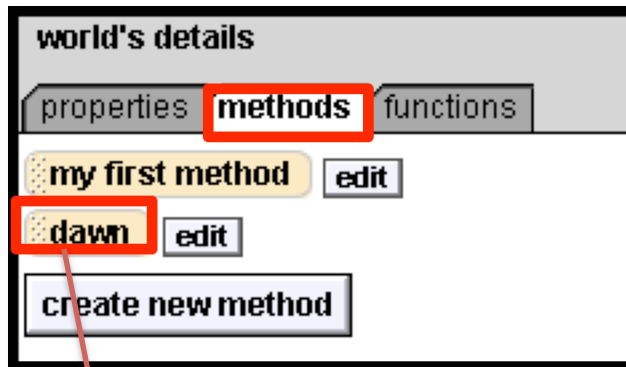 world's details
properties methods functions
my first method edit
dawn edit
create new method